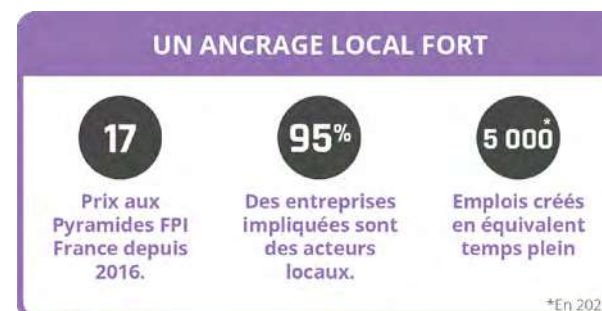 UN ANCRAGE LOCAL FORT
17
Prix aux
Pyramides FPI
France depuis
2016.
95%
Des entreprises
impliquées sont
des acteurs
locaux.
5 000*
Emplois créés
en équivalent
temps plein
*En 202